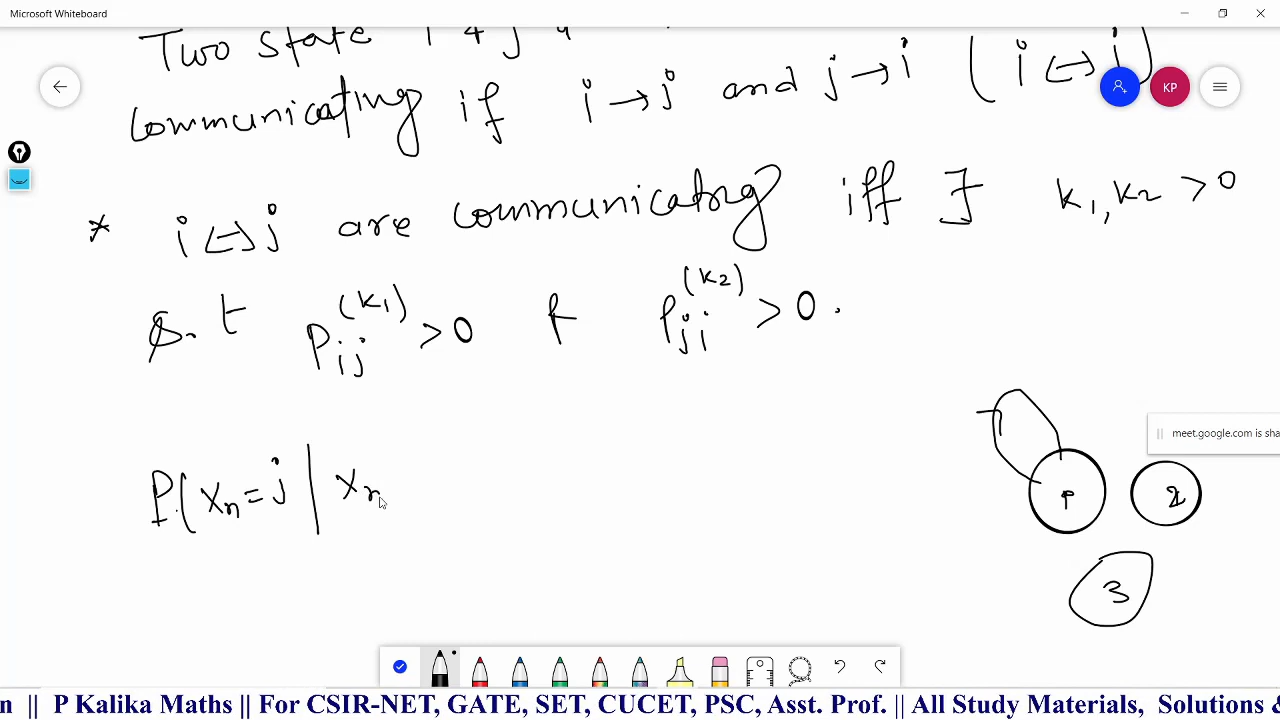 Microsoft Whiteboard
Two state i & j
communicating if i → j and j → i ( i ↔ j )
KP
* i ↔ j are communicating iff ∃ k1, k2 > 0
s.t Pij^(k1) > 0 & Pji^(k2) > 0 .
meet.google.com is sha
P( Xn = j | Xn
1 2
3
n || P Kalika Maths || For CSIR-NET, GATE, SET, CUCET, PSC, Asst. Prof. || All Study Materials, Solutions &